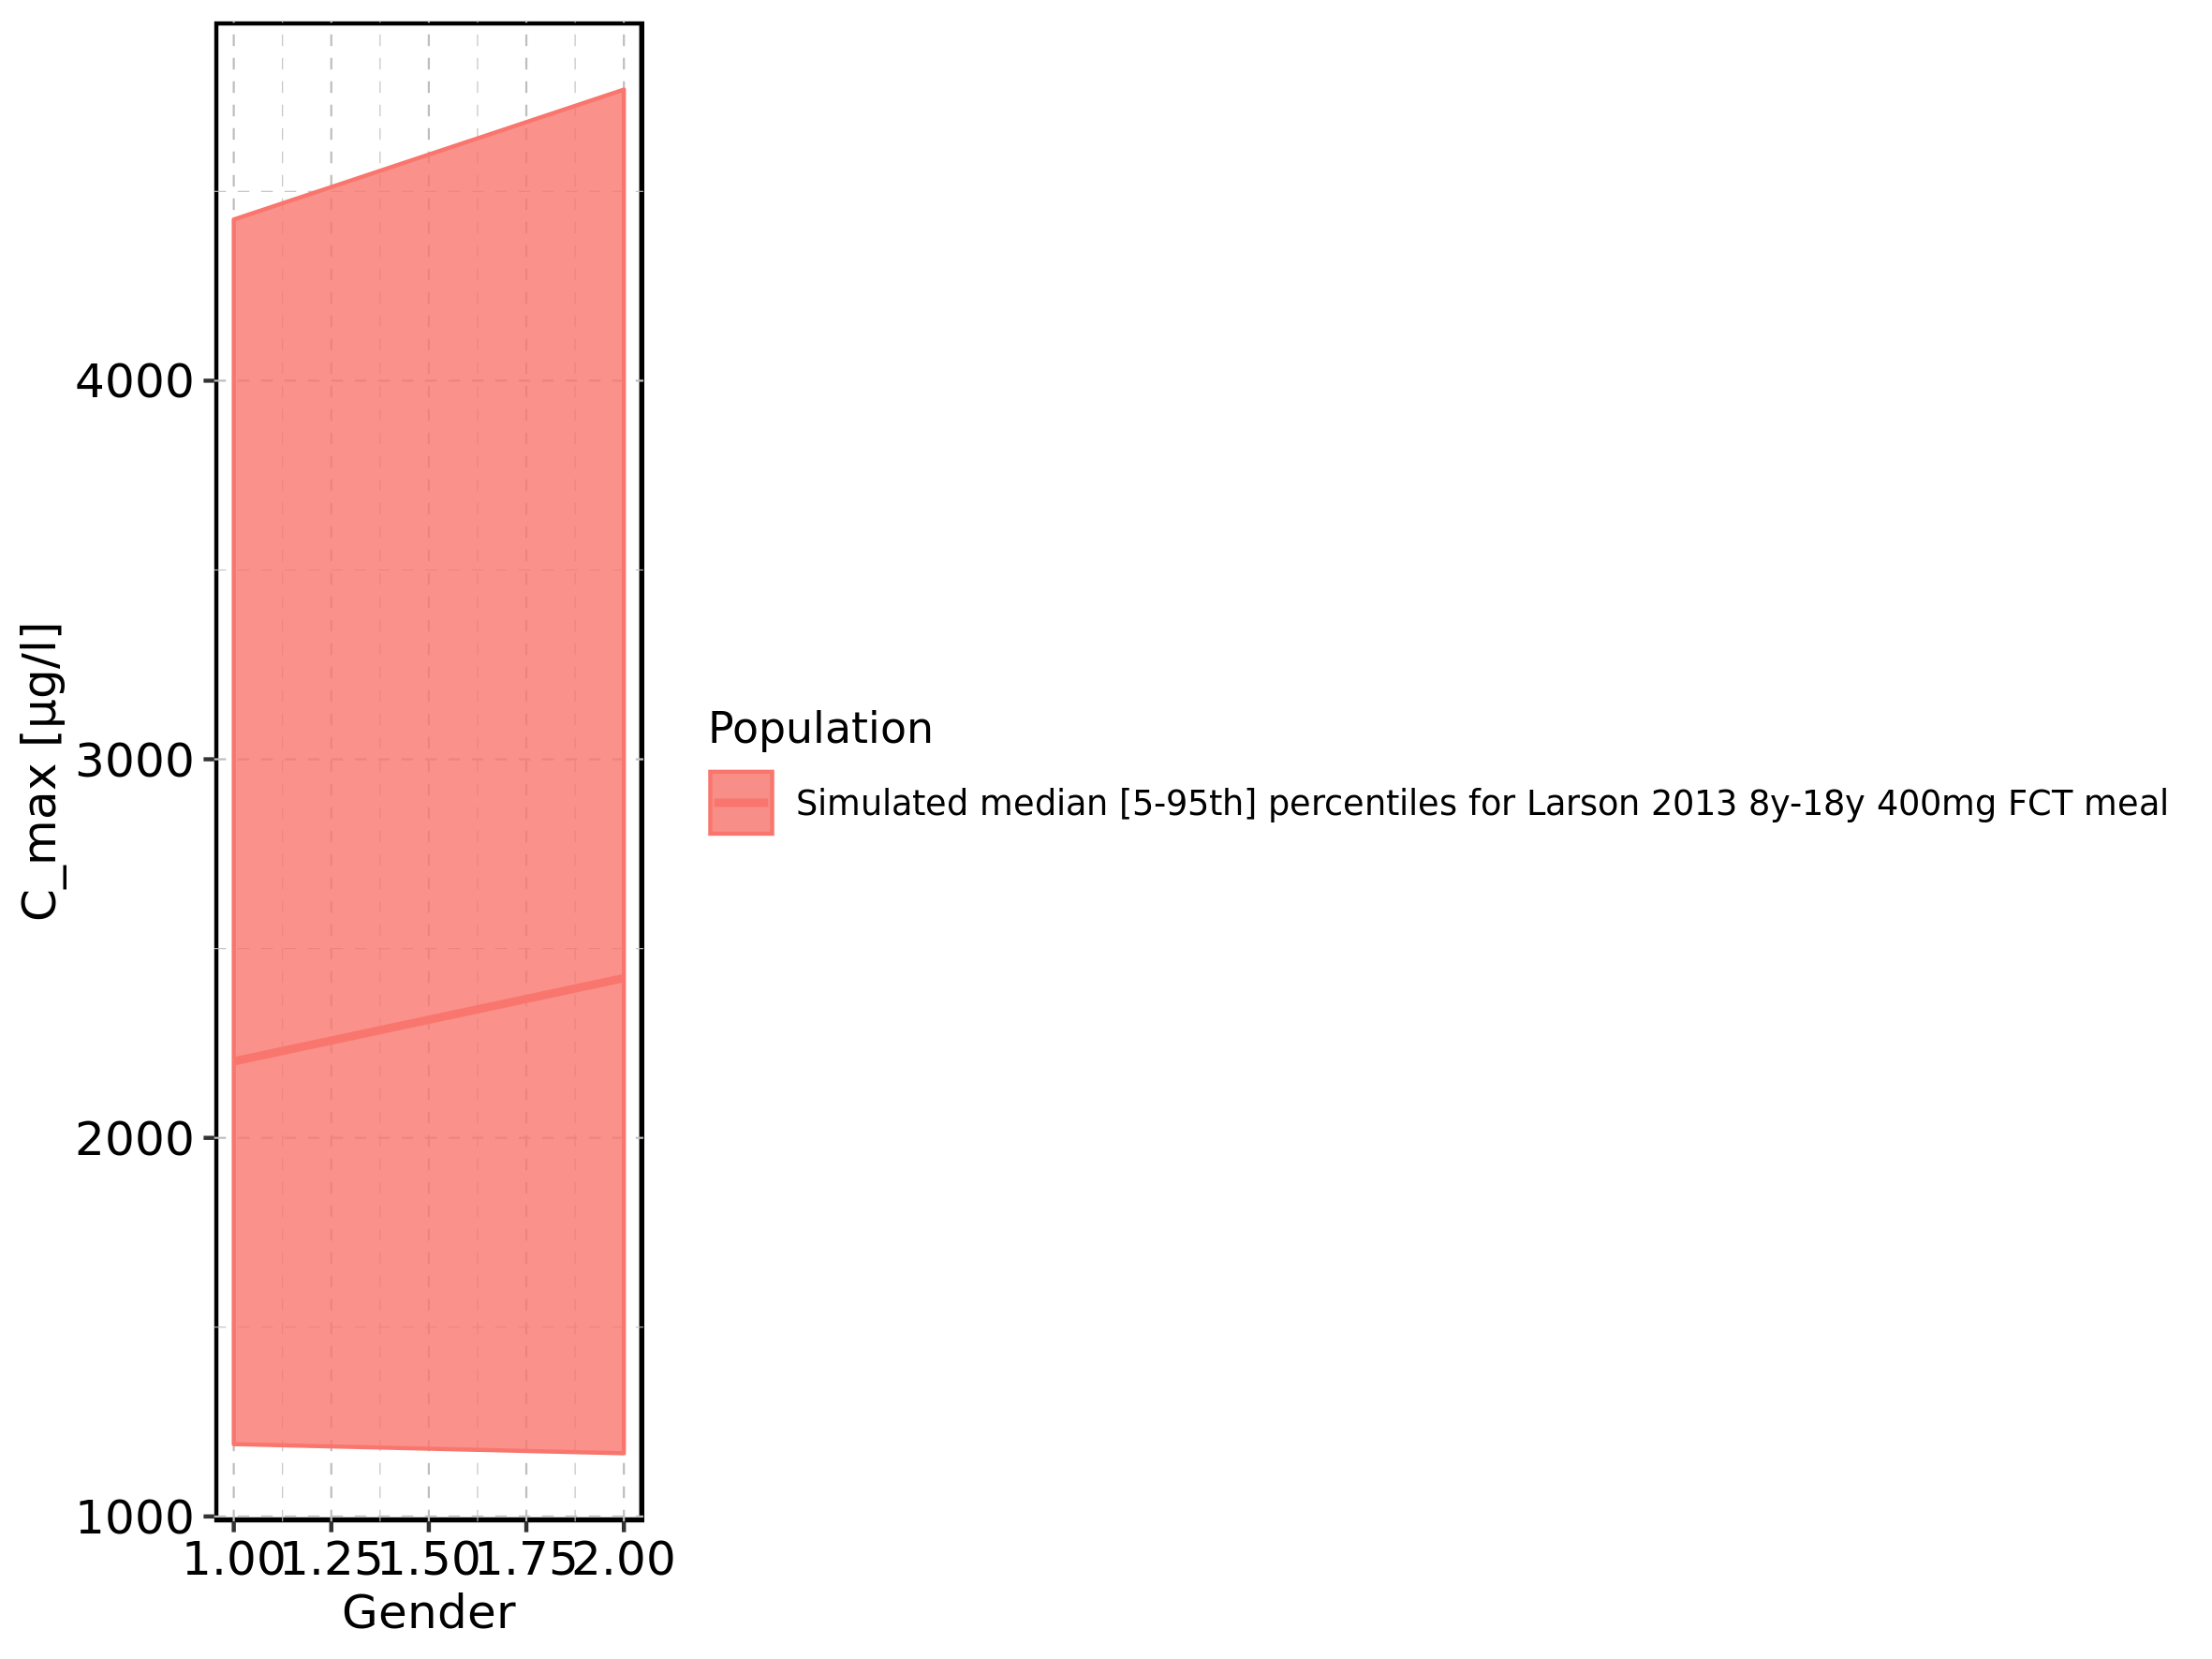 C_max [µg/l]
4000
3000
2000
1000
1.00 1.25 1.50 1.75 2.00
Gender
Population
Simulated median [5-95th] percentiles for Larson 2013 8y-18y 400mg FCT meal